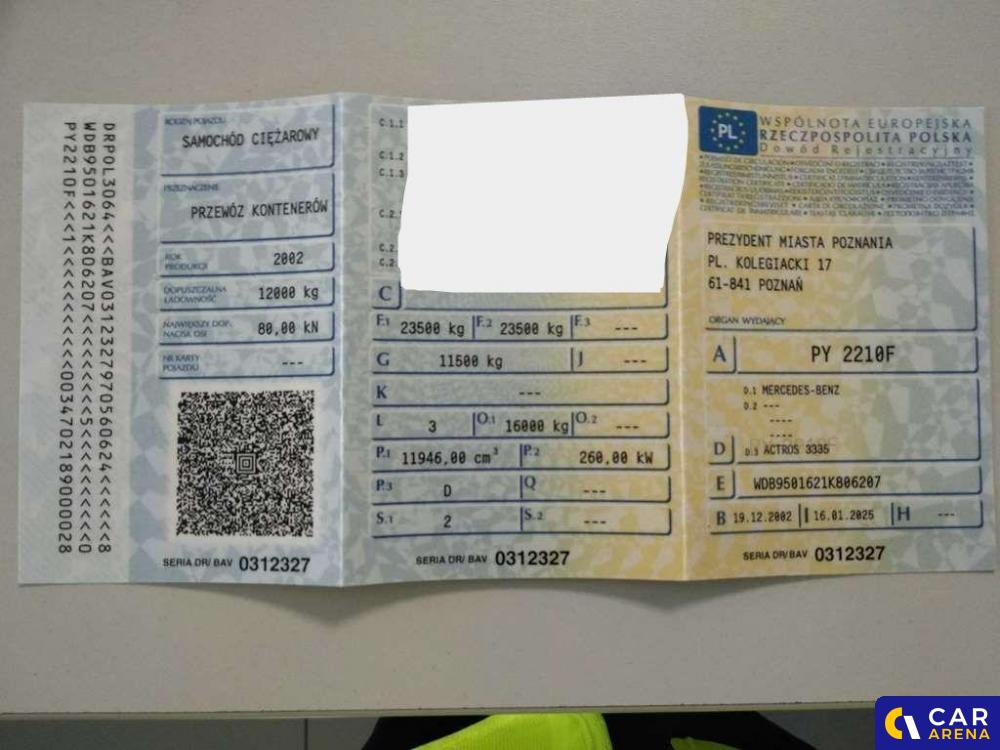 DRPOL3064<<<BAV03123279705560624<<<<<<8
WDB9501621K806207<<<<<<<<<<<5<<<<<<<<<0
PY2210F<<<1<<<<<<<<<<<<<0034702189000028
RODZAJ POJAZDU
SAMOCHÓD CIĘŻAROWY
PRZEZNACZENIE
PRZEWÓZ KONTENERÓW
ROK PRODUKCJI 2002
DOPUSZCZALNA ŁADOWNOŚĆ 12000 kg
NAJWIĘKSZY DOP. NACISK OSI 80,00 kN
NR KARTY POJAZDU ---
SERIA DR/ BAV 0312327
C.1.1
C.1.2
C.1.3
C.2.
C.2.
C.2.
C
F.1 23500 kg F.2 23500 kg F.3 ---
G 11500 kg J ---
K ---
L 3 O.1 16000 kg O.2 ---
P.1 11946,00 cm³ P.2 260,00 kW
P.3 D Q ---
S.1 2 S.2 ---
SERIA DR/ BAV 0312327
PL
WSPÓLNOTA EUROPEJSKA
RZECZPOSPOLITA POLSKA
Dowód Rejestracyjny
PREZYDENT MIASTA POZNANIA
PL. KOLEGIACKI 17
61-841 POZNAŃ
ORGAN WYDAJĄCY
A PY 2210F
D.1 MERCEDES-BENZ
D.2 ---
----
----
D D.3 ACTROS 3335
E WDB9501621K806207
B 19.12.2002 I 16.01.2025 H ---
SERIA DR/ BAV 0312327
CAR
ARENA